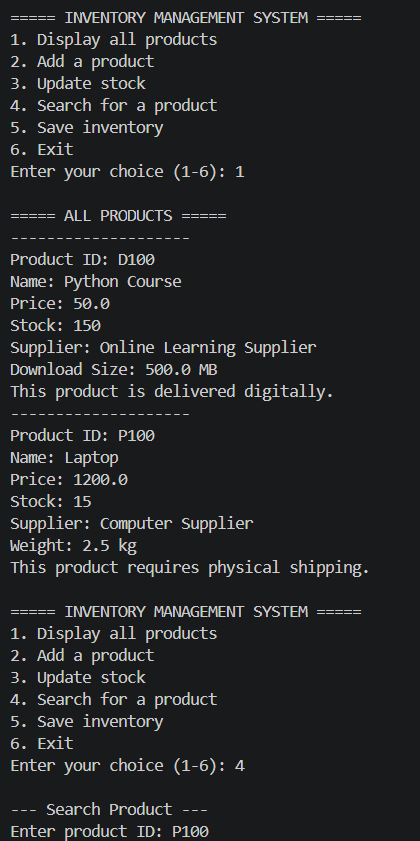 ===== INVENTORY MANAGEMENT SYSTEM =====
1. Display all products
2. Add a product
3. Update stock
4. Search for a product
5. Save inventory
6. Exit
Enter your choice (1-6): 1

===== ALL PRODUCTS =====
--------------------
Product ID: D100
Name: Python Course
Price: 50.0
Stock: 150
Supplier: Online Learning Supplier
Download Size: 500.0 MB
This product is delivered digitally.
--------------------
Product ID: P100
Name: Laptop
Price: 1200.0
Stock: 15
Supplier: Computer Supplier
Weight: 2.5 kg
This product requires physical shipping.

===== INVENTORY MANAGEMENT SYSTEM =====
1. Display all products
2. Add a product
3. Update stock
4. Search for a product
5. Save inventory
6. Exit
Enter your choice (1-6): 4

--- Search Product ---
Enter product ID: P100